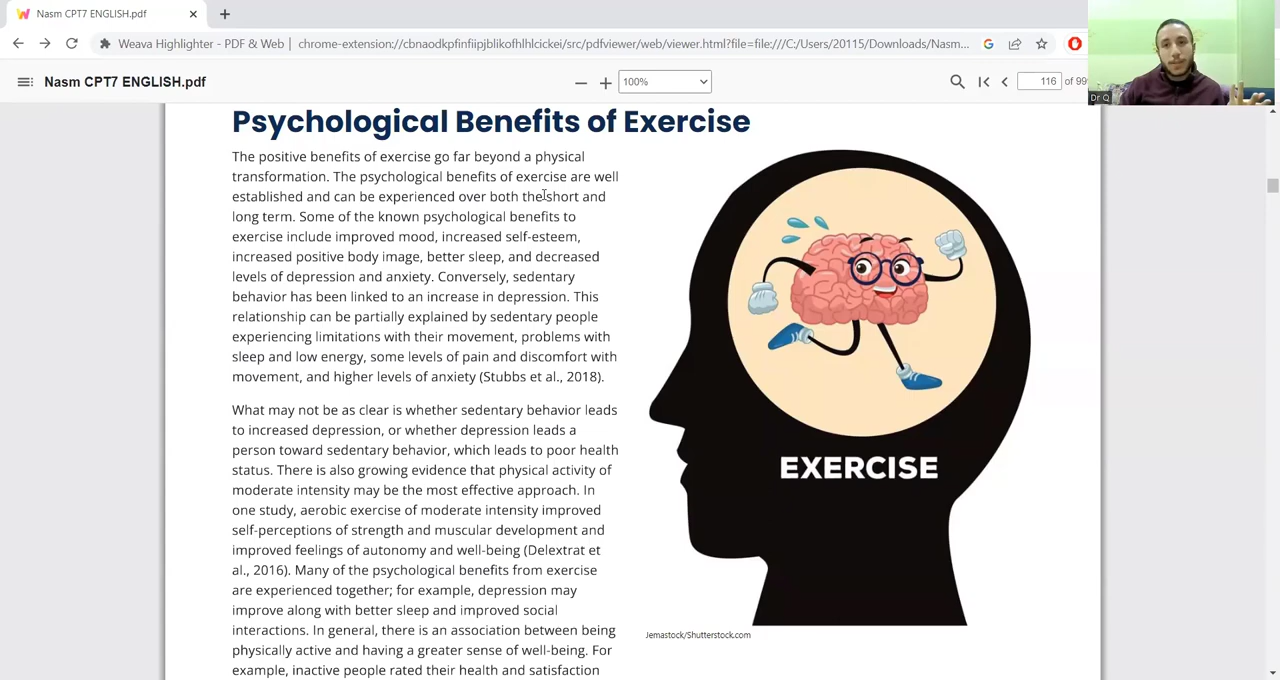 Nasm CPT7 ENGLISH.pdf
Weava Highlighter - PDF & Web | chrome-extension://cbnaodkpfinfiipjblikofhlhlcickei/src/pdfviewer/web/viewer.html?file=file:///C:/Users/20115/Downloads/Nasm...
Nasm CPT7 ENGLISH.pdf
100%
116 of 99
Dr Q
Psychological Benefits of Exercise
The positive benefits of exercise go far beyond a physical
transformation. The psychological benefits of exercise are well
established and can be experienced over both the short and
long term. Some of the known psychological benefits to
exercise include improved mood, increased self-esteem,
increased positive body image, better sleep, and decreased
levels of depression and anxiety. Conversely, sedentary
behavior has been linked to an increase in depression. This
relationship can be partially explained by sedentary people
experiencing limitations with their movement, problems with
sleep and low energy, some levels of pain and discomfort with
movement, and higher levels of anxiety (Stubbs et al., 2018).
What may not be as clear is whether sedentary behavior leads
to increased depression, or whether depression leads a
person toward sedentary behavior, which leads to poor health
status. There is also growing evidence that physical activity of
moderate intensity may be the most effective approach. In
one study, aerobic exercise of moderate intensity improved
self-perceptions of strength and muscular development and
improved feelings of autonomy and well-being (Delextrat et
al., 2016). Many of the psychological benefits from exercise
are experienced together; for example, depression may
improve along with better sleep and improved social
interactions. In general, there is an association between being
physically active and having a greater sense of well-being. For
example, inactive people rated their health and satisfaction
EXERCISE
Jemastock/Shutterstock.com